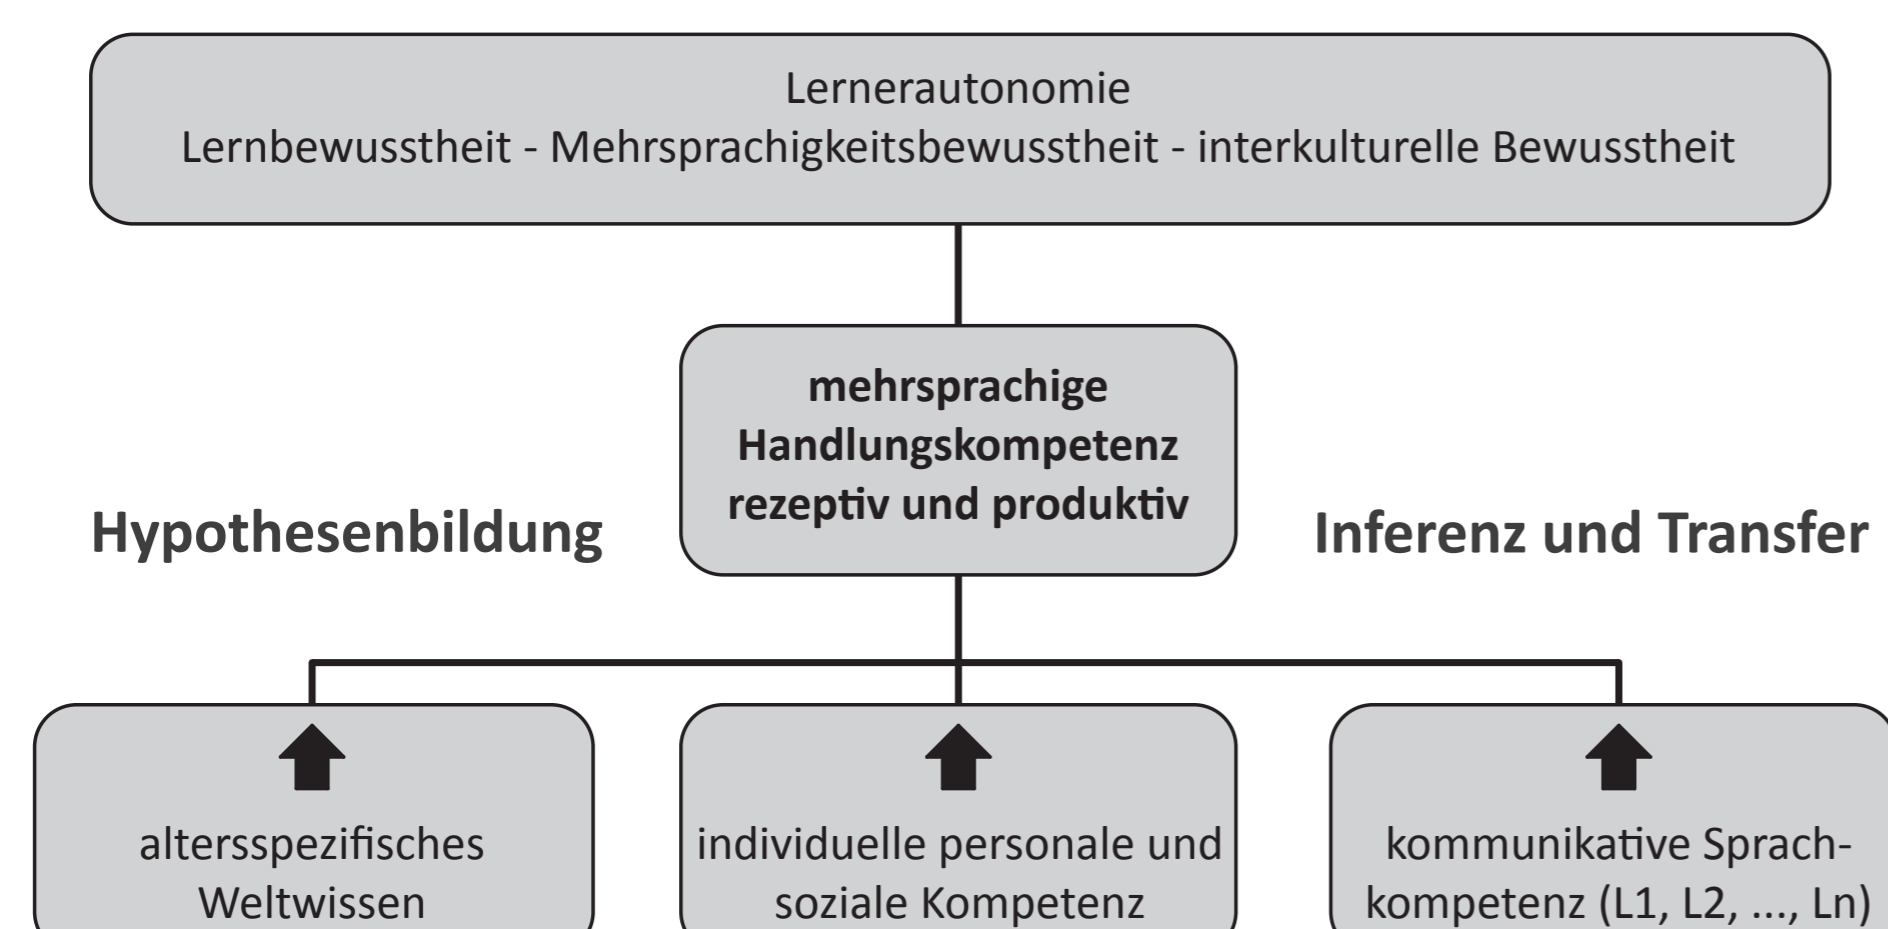 Lernerautonomie
Lernbewusstheit - Mehrsprachigkeitsbewusstheit - interkulturelle Bewusstheit
mehrsprachige
Handlungskompetenz
rezeptiv und produktiv
Hypothesenbildung
Inferenz und Transfer
altersspezifisches
Weltwissen
individuelle personale und
soziale Kompetenz
kommunikative Sprach-
kompetenz (L1, L2, ..., Ln)